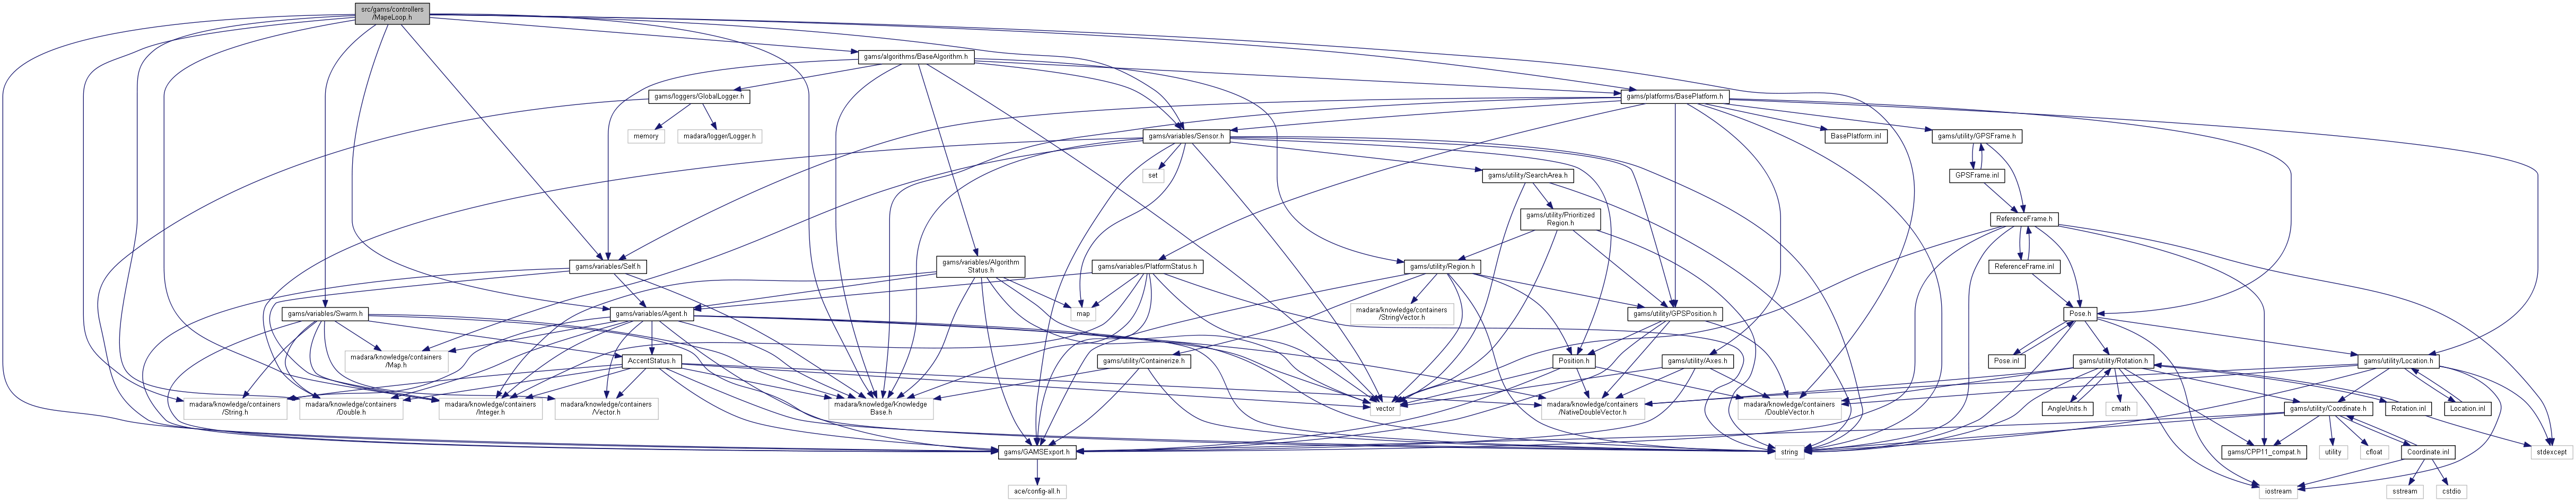 src/gams/controllers
/MapeLoop.h
gams/algorithms/BaseAlgorithm.h
gams/loggers/GlobalLogger.h
gams/platforms/BasePlatform.h
memory
madara/logger/Logger.h
gams/variables/Sensor.h
BasePlatform.inl
gams/utility/GPSFrame.h
set
gams/utility/SearchArea.h
GPSFrame.inl
gams/utility/Prioritized
Region.h
ReferenceFrame.h
gams/variables/Self.h
gams/variables/Algorithm
Status.h
gams/variables/PlatformStatus.h
gams/utility/Region.h
ReferenceFrame.inl
gams/variables/Swarm.h
gams/variables/Agent.h
map
madara/knowledge/containers
/StringVector.h
gams/utility/GPSPosition.h
Pose.h
madara/knowledge/containers
/Map.h
AccentStatus.h
gams/utility/Containerize.h
Position.h
gams/utility/Axes.h
Pose.inl
gams/utility/Rotation.h
gams/utility/Location.h
madara/knowledge/containers
/String.h
madara/knowledge/containers
/Double.h
madara/knowledge/containers
/Integer.h
madara/knowledge/containers
/Vector.h
madara/knowledge/Knowledge
Base.h
vector
madara/knowledge/containers
/NativeDoubleVector.h
madara/knowledge/containers
/DoubleVector.h
AngleUnits.h
cmath
gams/utility/Coordinate.h
Rotation.inl
Location.inl
gams/GAMSExport.h
string
gams/CPP11_compat.h
utility
cfloat
Coordinate.inl
stdexcept
ace/config-all.h
iostream
sstream
cstdio